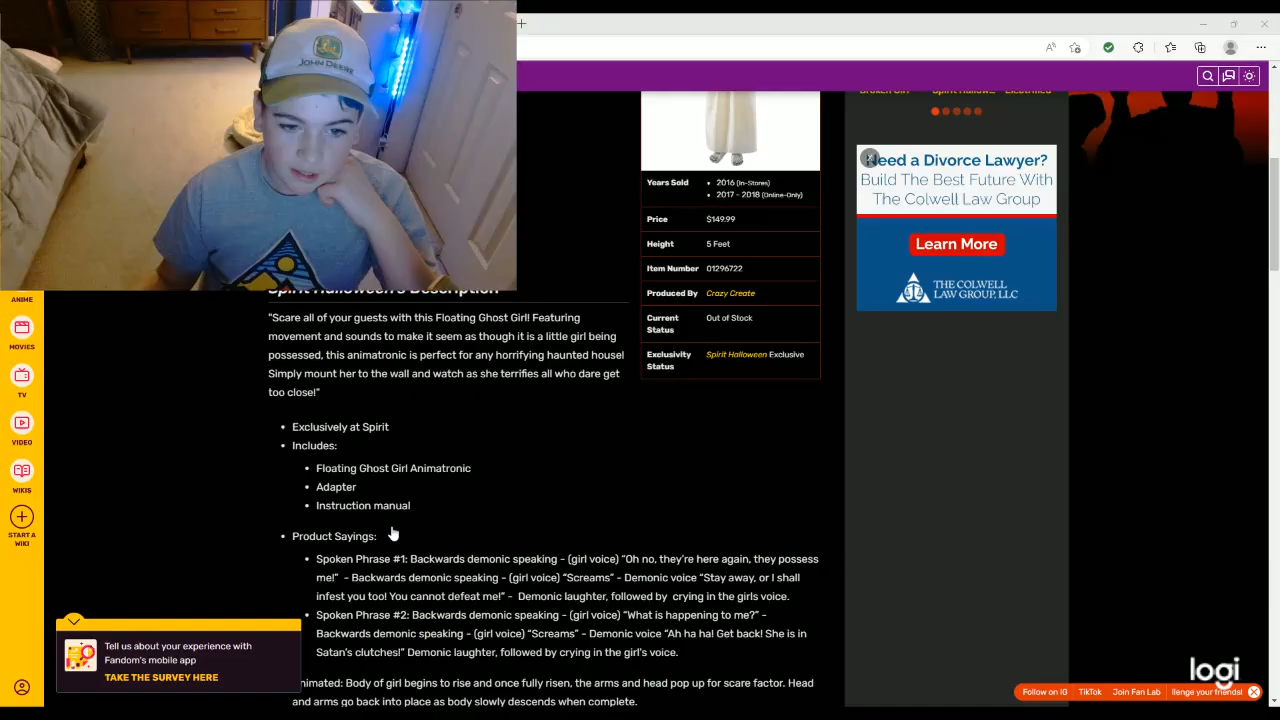 JOHN DEERE
Broken Girl
Spirit Hallow...
Electrified
Years Sold
2016 (In-Stores)
2017 - 2018 (Online-Only)
Price
$149.99
Height
5 Feet
Item Number
01296722
Produced By
Crazy Create
Current
Status
Out of Stock
Exclusivity
Status
Spirit Halloween Exclusive
Need a Divorce Lawyer?
Build The Best Future With
The Colwell Law Group
Learn More
THE COLWELL
LAW GROUP, LLC
ANIME
MOVIES
TV
VIDEO
WIKIS
START A
WIKI
Spirit Halloween's Description
"Scare all of your guests with this Floating Ghost Girl! Featuring
movement and sounds to make it seem as though it is a little girl being
possessed, this animatronic is perfect for any horrifying haunted house!
Simply mount her to the wall and watch as she terrifies all who dare get
too close!"
Exclusively at Spirit
Includes:
Floating Ghost Girl Animatronic
Adapter
Instruction manual
Product Sayings:
Spoken Phrase #1: Backwards demonic speaking - (girl voice) “Oh no, they’re here again, they possess
me!” - Backwards demonic speaking - (girl voice) “Screams” - Demonic voice “Stay away, or I shall
infest you too! You cannot defeat me!” - Demonic laughter, followed by crying in the girls voice.
Spoken Phrase #2: Backwards demonic speaking - (girl voice) “What is happening to me?” -
Backwards demonic speaking - (girl voice) “Screams” - Demonic voice “Ah ha ha! Get back! She is in
Satan’s clutches!” Demonic laughter, followed by crying in the girl's voice.
nimated: Body of girl begins to rise and once fully risen, the arms and head pop up for scare factor. Head
and arms go back into place as body slowly descends when complete.
Tell us about your experience with
Fandom's mobile app
TAKE THE SURVEY HERE
logi
Follow on IG
TikTok
Join Fan Lab
llenge your friends!